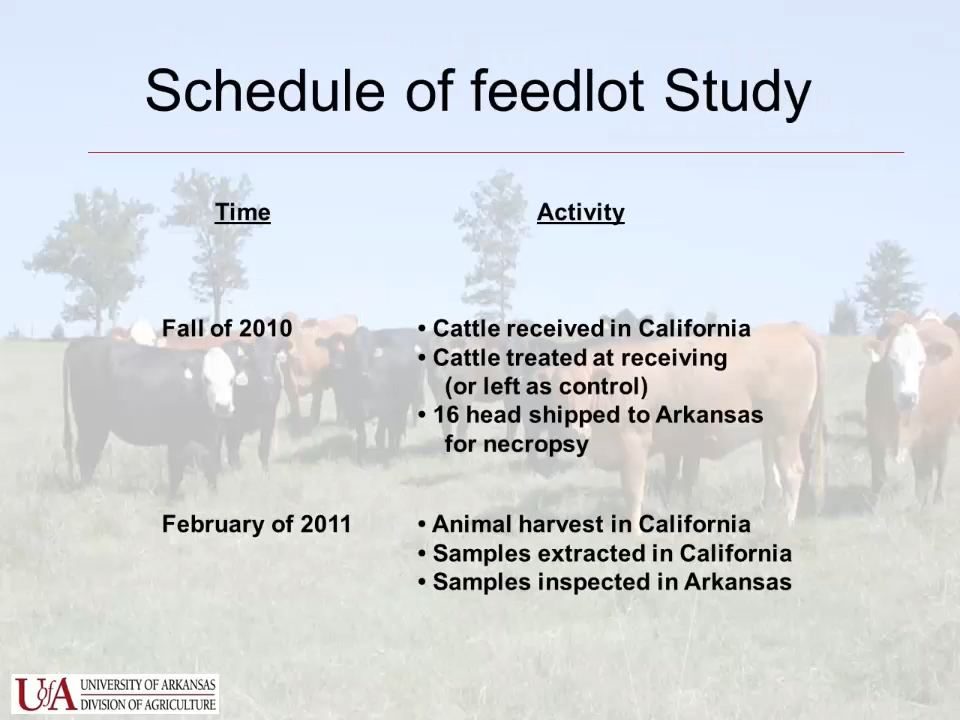 Schedule of feedlot Study
Time
Activity
Fall of 2010
• Cattle received in California
• Cattle treated at receiving
(or left as control)
• 16 head shipped to Arkansas
for necropsy
February of 2011
• Animal harvest in California
• Samples extracted in California
• Samples inspected in Arkansas
UofA
UNIVERSITY OF ARKANSAS
DIVISION OF AGRICULTURE